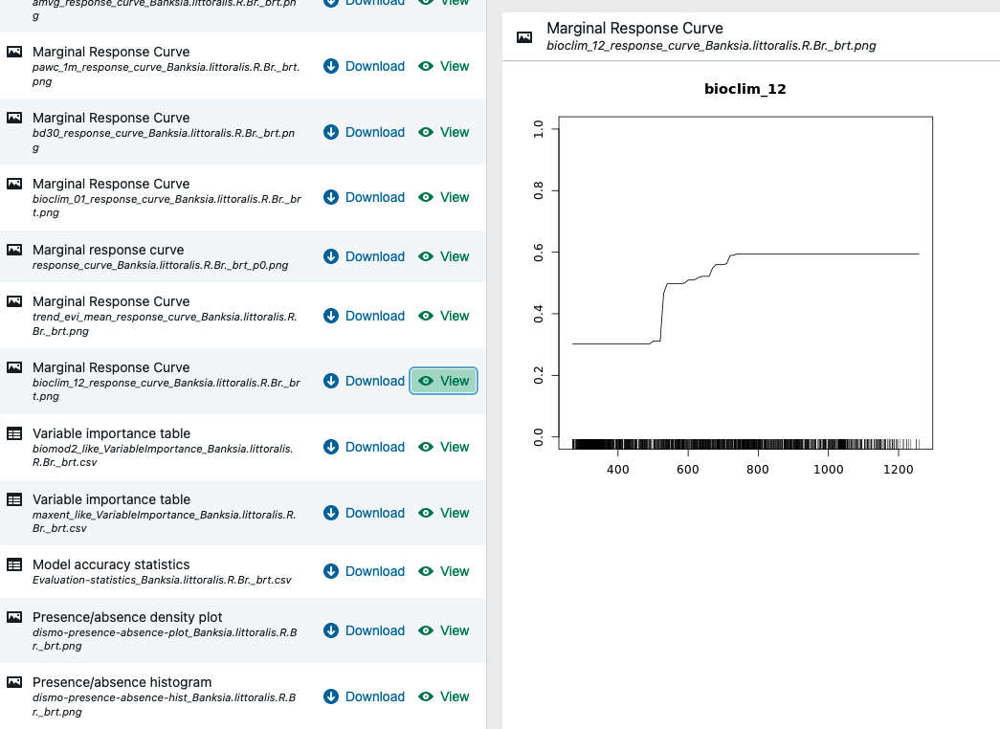 amvg_response_curve_Banksia.littoralis.R.Br._brt.pn
g
Download View
Marginal Response Curve
pawc_1m_response_curve_Banksia.littoralis.R.Br._brt.
png
Download View
Marginal Response Curve
bd30_response_curve_Banksia.littoralis.R.Br._brt.pn
g
Download View
Marginal Response Curve
bioclim_01_response_curve_Banksia.littoralis.R.Br._br
t.png
Download View
Marginal response curve
response_curve_Banksia.littoralis.R.Br._brt_p0.png
Download View
Marginal Response Curve
trend_evi_mean_response_curve_Banksia.littoralis.R.
Br._brt.png
Download View
Marginal Response Curve
bioclim_12_response_curve_Banksia.littoralis.R.Br._br
t.png
Download View
Variable importance table
biomod2_like_VariableImportance_Banksia.littoralis.
R.Br._brt.csv
Download View
Variable importance table
maxent_like_VariableImportance_Banksia.littoralis.R.
Br._brt.csv
Download View
Model accuracy statistics
Evaluation-statistics_Banksia.littoralis.R.Br._brt.csv
Download View
Presence/absence density plot
dismo-presence-absence-plot_Banksia.littoralis.R.B
r._brt.png
Download View
Presence/absence histogram
dismo-presence-absence-hist_Banksia.littoralis.R.B
r._brt.png
Download View
Marginal Response Curve
bioclim_12_response_curve_Banksia.littoralis.R.Br._brt.png
bioclim_12
1.0
0.8
0.6
0.4
0.2
0.0
400 600 800 1000 1200